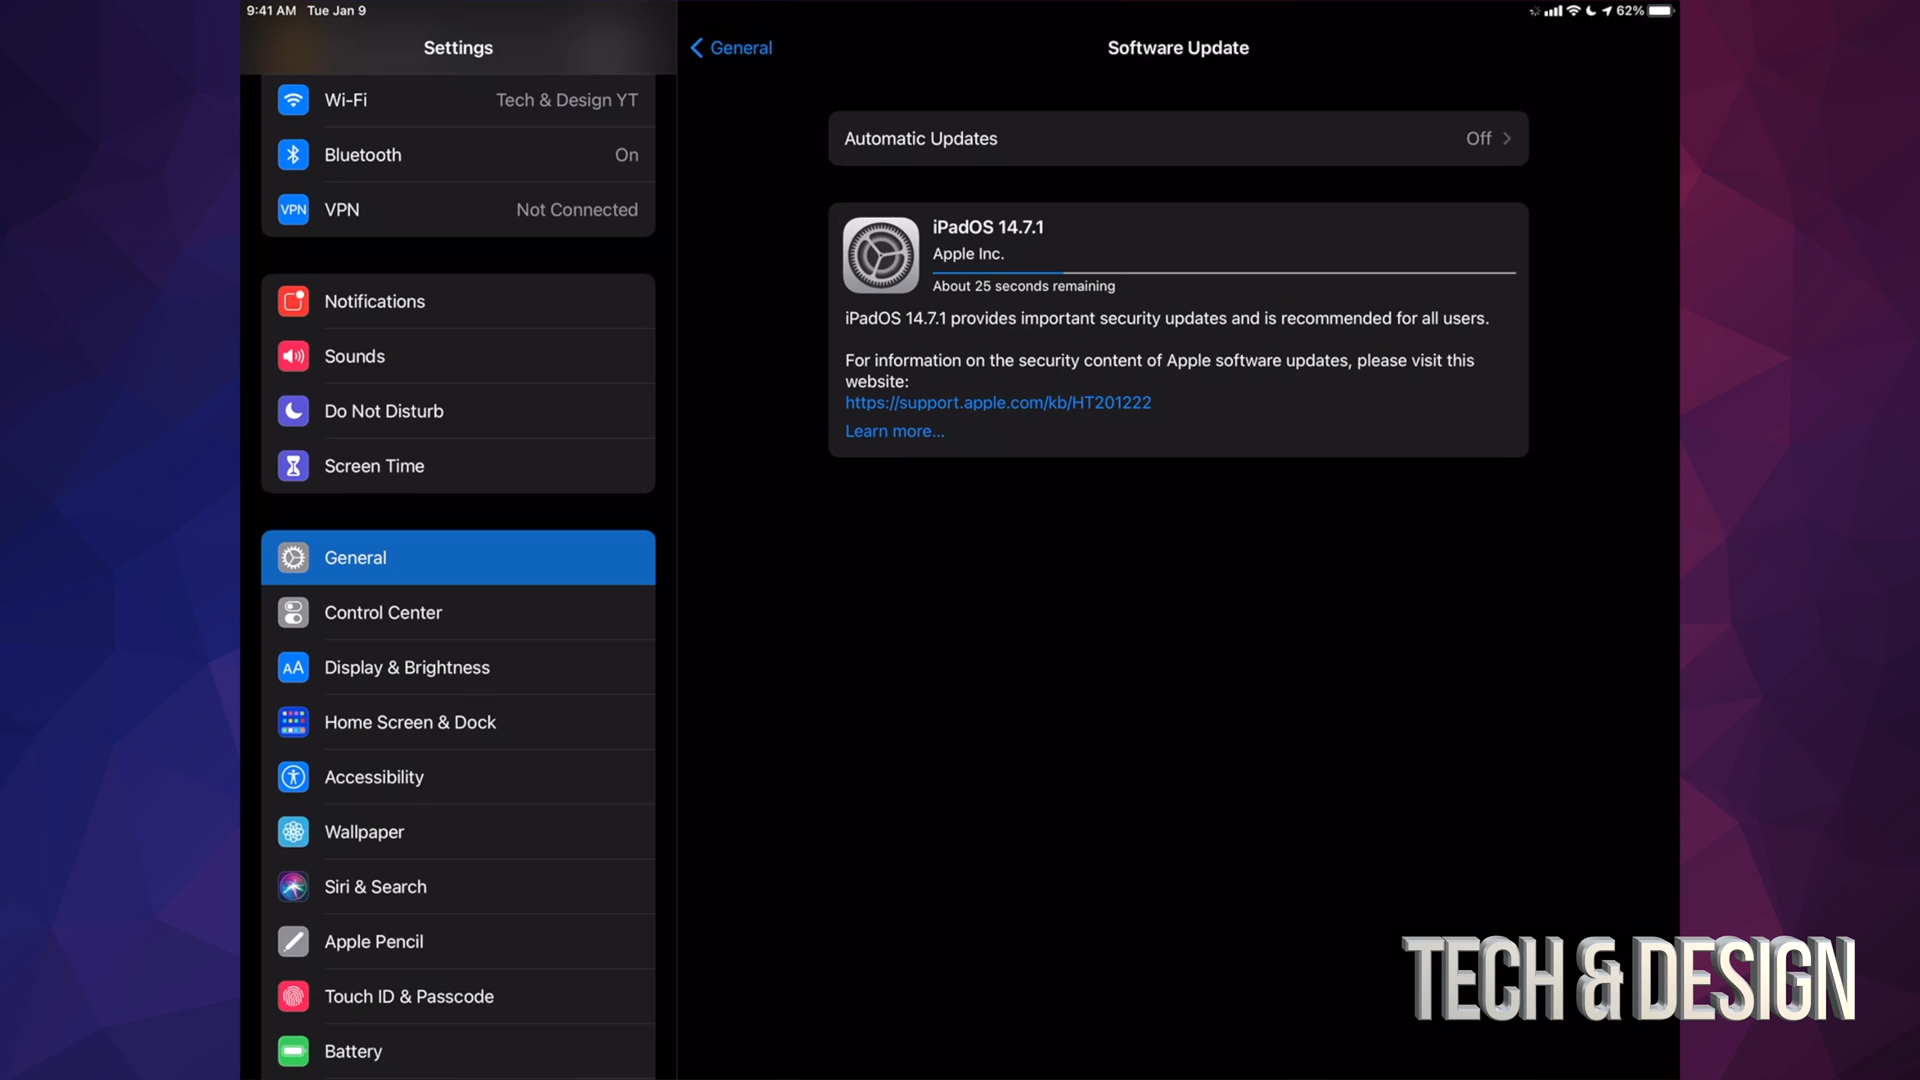 9:41 AM Tue Jan 9
62%
Settings
General
Software Update
Wi-Fi
Tech & Design YT
Bluetooth
On
VPN
VPN
Not Connected
Notifications
Sounds
Do Not Disturb
Screen Time
General
Control Center
AA
Display & Brightness
Home Screen & Dock
Accessibility
Wallpaper
Siri & Search
Apple Pencil
Touch ID & Passcode
Battery
Automatic Updates
Off
iPadOS 14.7.1
Apple Inc.
About 25 seconds remaining
iPadOS 14.7.1 provides important security updates and is recommended for all users.
For information on the security content of Apple software updates, please visit this
website:
https://support.apple.com/kb/HT201222
Learn more...
TECH & DESIGN